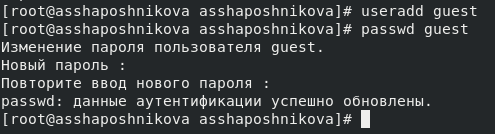 [root@asshaposhnikova asshaposhnikova]# useradd guest
[root@asshaposhnikova asshaposhnikova]# passwd guest
Изменение пароля пользователя guest.
Новый пароль :
Повторите ввод нового пароля :
passwd: данные аутентификации успешно обновлены.
[root@asshaposhnikova asshaposhnikova]#